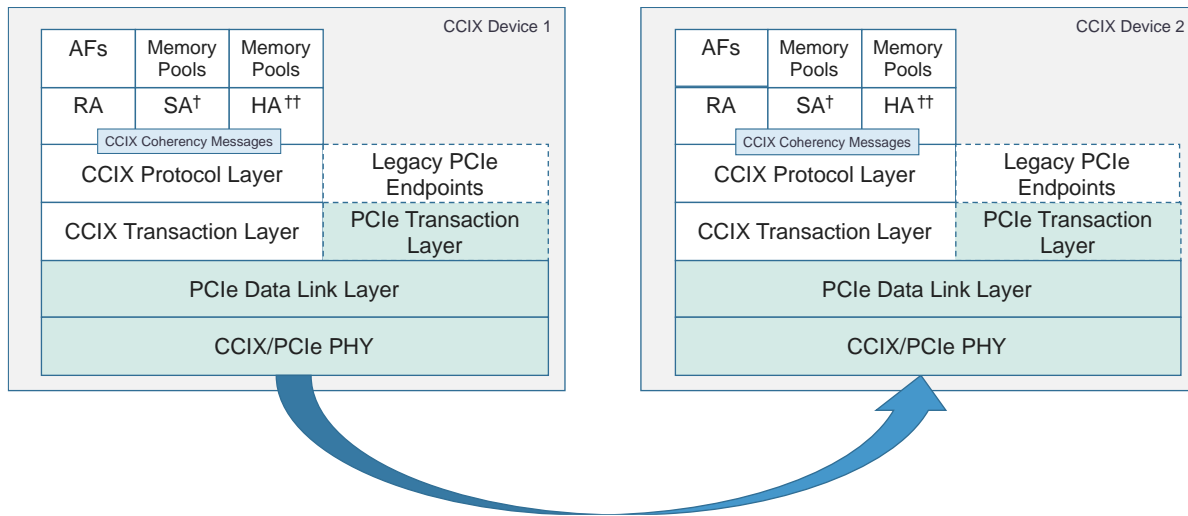 CCIX Device 1
AFs
Memory
Pools
Memory
Pools
RA
SA†
HA††
CCIX Coherency Messages
CCIX Protocol Layer
Legacy PCIe
Endpoints
CCIX Transaction Layer
PCIe Transaction
Layer
PCIe Data Link Layer
CCIX/PCIe PHY
CCIX Device 2
AFs
Memory
Pools
Memory
Pools
RA
SA†
HA††
CCIX Coherency Messages
CCIX Protocol Layer
Legacy PCIe
Endpoints
CCIX Transaction Layer
PCIe Transaction
Layer
PCIe Data Link Layer
CCIX/PCIe PHY